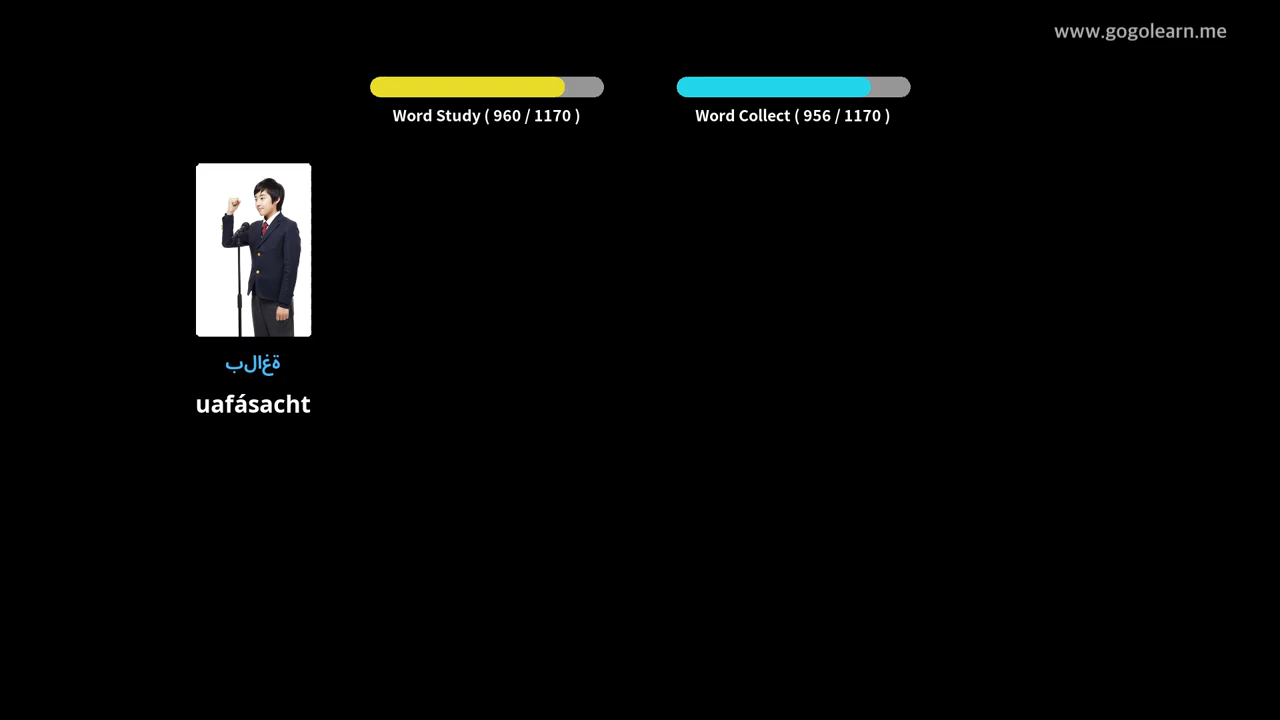 www.gogolearn.me
Word Study ( 960 / 1170 )
Word Collect ( 956 / 1170 )
بلاغة
uafásacht